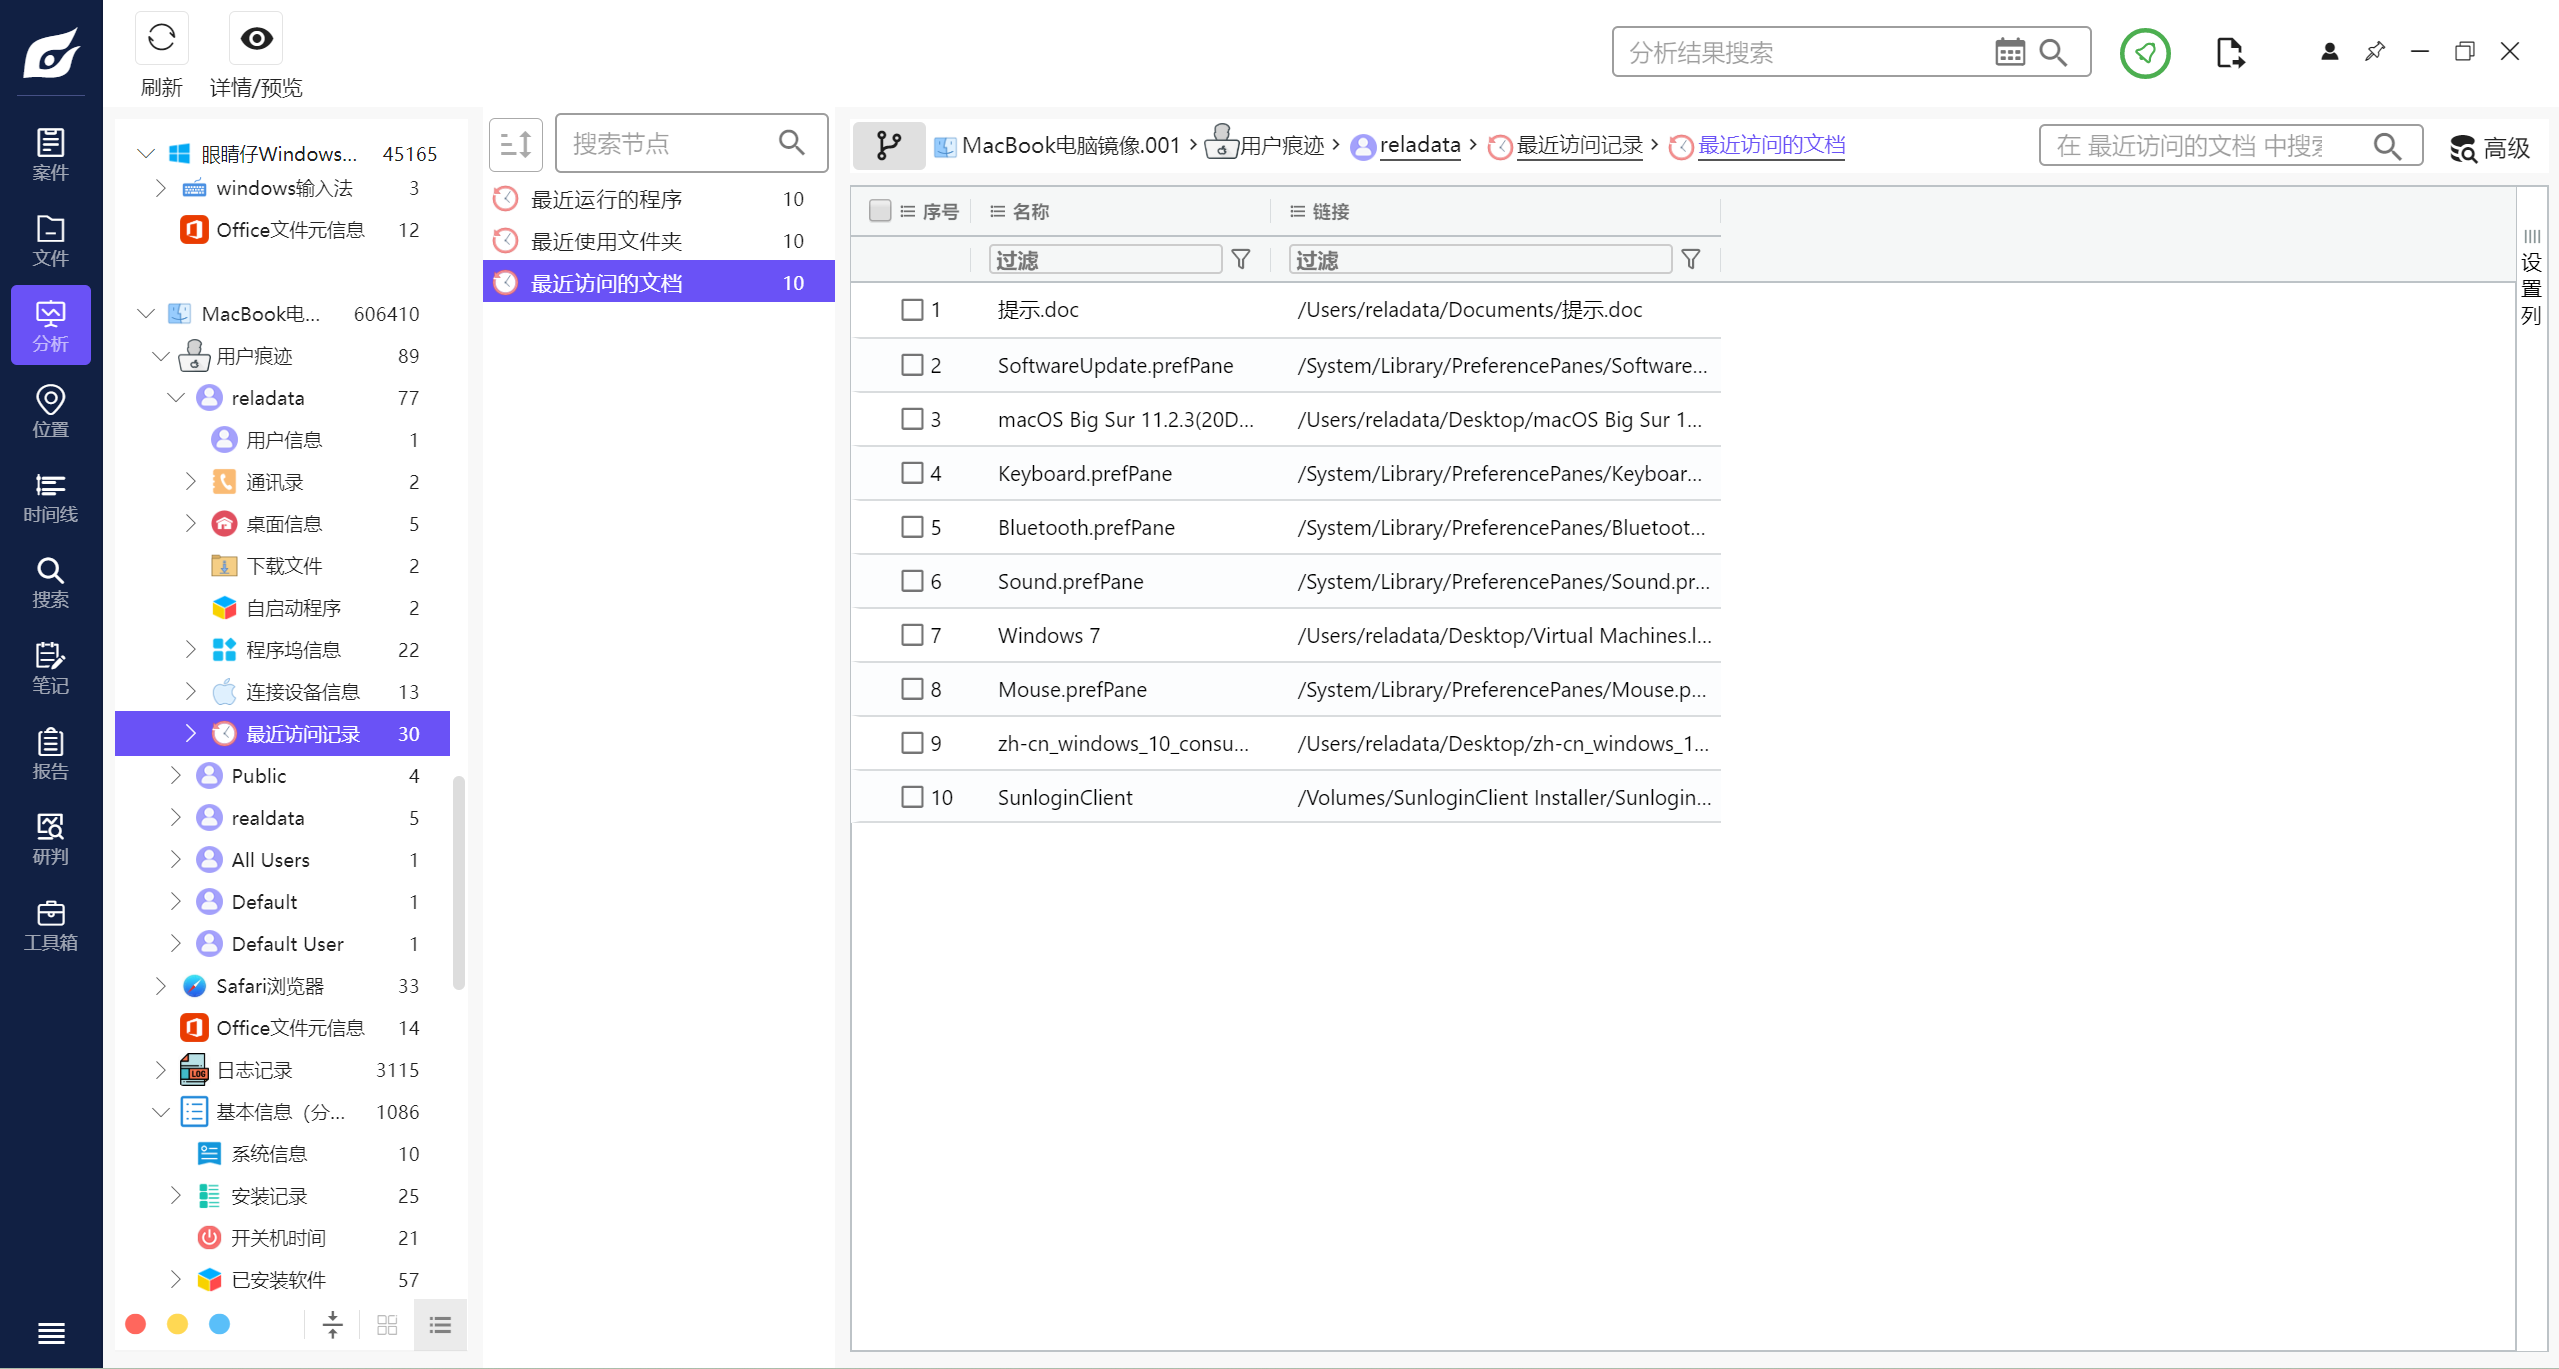 刷新
详情/预览
分析结果搜索
案件
文件
分析
位置
时间线
搜索
笔记
报告
研判
工具箱
眼睛仔Windows... 45165
windows输入法 3
Office文件元信息 12
MacBook电... 606410
用户痕迹 89
reladata 77
用户信息 1
通讯录 2
桌面信息 5
下载文件 2
自启动程序 2
程序坞信息 22
连接设备信息 13
最近访问记录 30
Public 4
realdata 5
All Users 1
Default 1
Default User 1
Safari浏览器 33
Office文件元信息 14
LOG 日志记录 3115
基本信息（分... 1086
系统信息 10
安装记录 25
开关机时间 21
已安装软件 57
搜索节点
最近运行的程序 10
最近使用文件夹 10
最近访问的文档 10
MacBook电脑镜像.001 › 用户痕迹 › reladata › 最近访问记录 › 最近访问的文档
在 最近访问的文档 中搜索
高级
序号 名称 链接
过滤 过滤
1 提示.doc /Users/reladata/Documents/提示.doc
2 SoftwareUpdate.prefPane /System/Library/PreferencePanes/Software...
3 macOS Big Sur 11.2.3(20D... /Users/reladata/Desktop/macOS Big Sur 1...
4 Keyboard.prefPane /System/Library/PreferencePanes/Keyboar...
5 Bluetooth.prefPane /System/Library/PreferencePanes/Bluetoot...
6 Sound.prefPane /System/Library/PreferencePanes/Sound.pr...
7 Windows 7 /Users/reladata/Desktop/Virtual Machines.l...
8 Mouse.prefPane /System/Library/PreferencePanes/Mouse.p...
9 zh-cn_windows_10_consu... /Users/reladata/Desktop/zh-cn_windows_1...
10 SunloginClient /Volumes/SunloginClient Installer/Sunlogin...
设置列